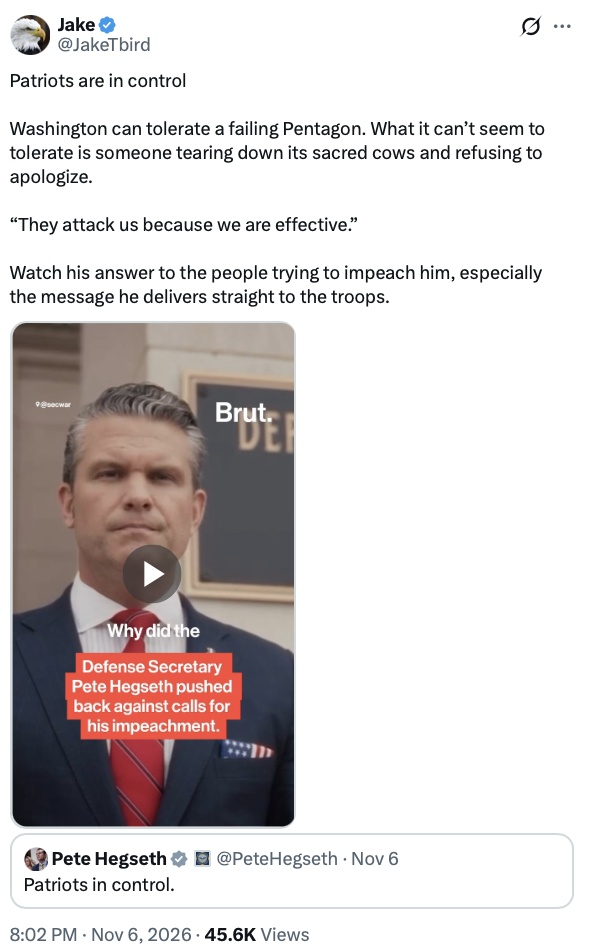 Jake
@JakeTbird
Patriots are in control
Washington can tolerate a failing Pentagon. What it can’t seem to
tolerate is someone tearing down its sacred cows and refusing to
apologize.
“They attack us because we are effective.”
Watch his answer to the people trying to impeach him, especially
the message he delivers straight to the troops.
@secwar
Brut.
DEF
Why did the
Defense Secretary
Pete Hegseth pushed
back against calls for
his impeachment.
Pete Hegseth @PeteHegseth · Nov 6
Patriots in control.
8:02 PM · Nov 6, 2026 · 45.6K Views